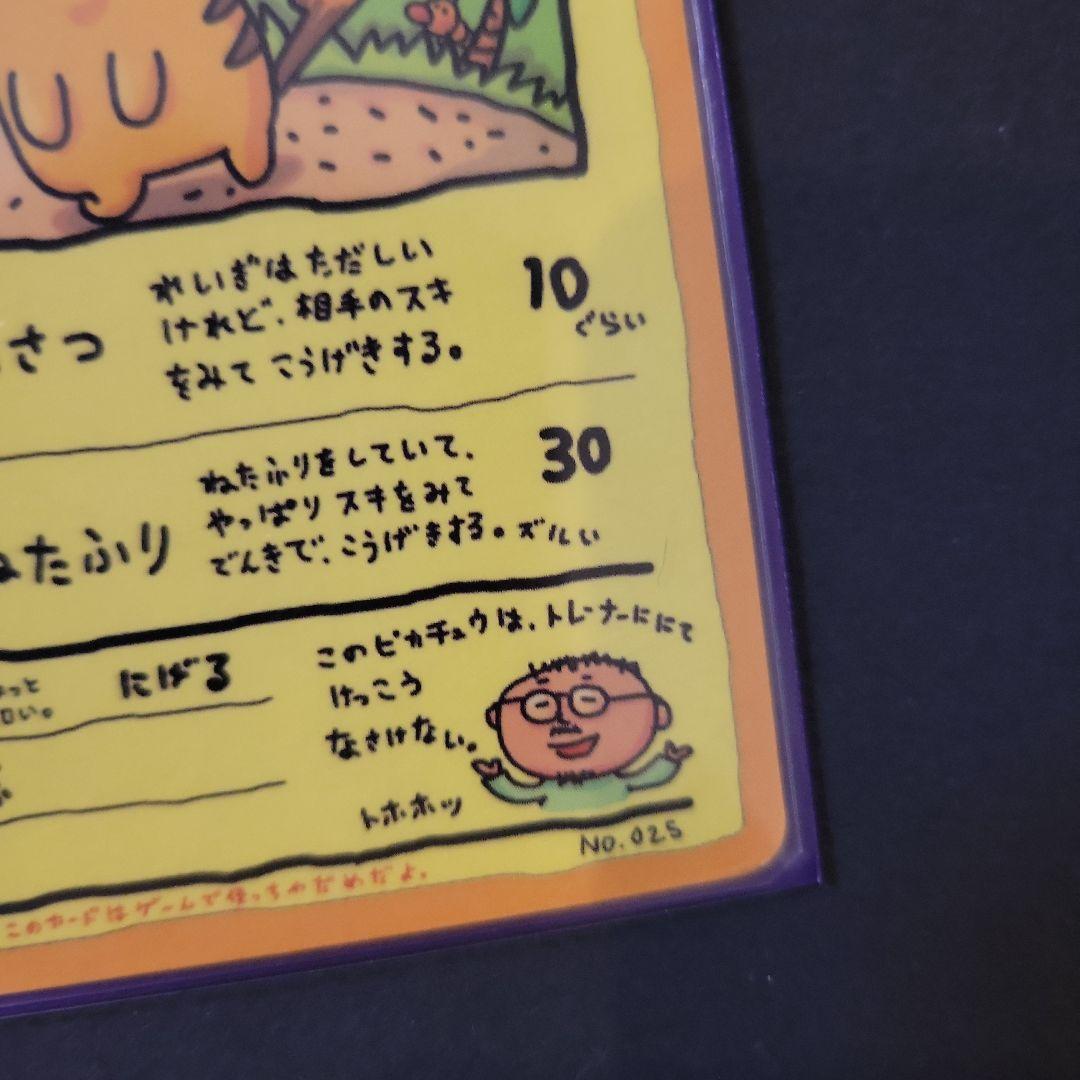 さつ
れいぎはただしい
けれど、相手のスキ
をみて こうげきする。
10
ぐらい
ねたふり
ねたふりをしていて、
やっぱり スキをみて
でんきで、こうげきする。ズルい
30
にげる
このピカチュウは、トレーナーににて
けっこう
なさけない。
トホホッ
No.025
このカードはゲームで使っちゃだめだよ.